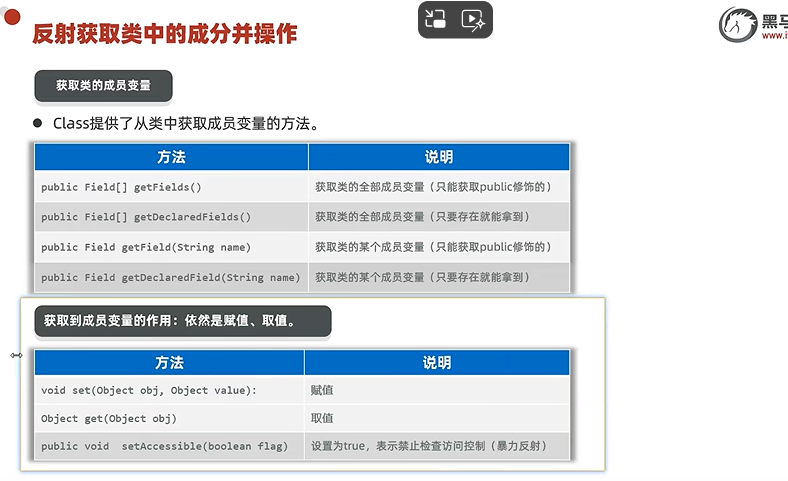 反射获取类中的成分并操作
黑马
www.it
获取类的成员变量
● Class提供了从类中获取成员变量的方法。
方法 说明
public Field[] getFields() 获取类的全部成员变量（只能获取public修饰的）
public Field[] getDeclaredFields() 获取类的全部成员变量（只要存在就能拿到）
public Field getField(String name) 获取类的某个成员变量（只能获取public修饰的）
public Field getDeclaredField(String name) 获取类的某个成员变量（只要存在就能拿到）
获取到成员变量的作用：依然是赋值、取值。
方法 说明
void set(Object obj, Object value): 赋值
Object get(Object obj) 取值
public void setAccessible(boolean flag) 设置为true，表示禁止检查访问控制（暴力反射）